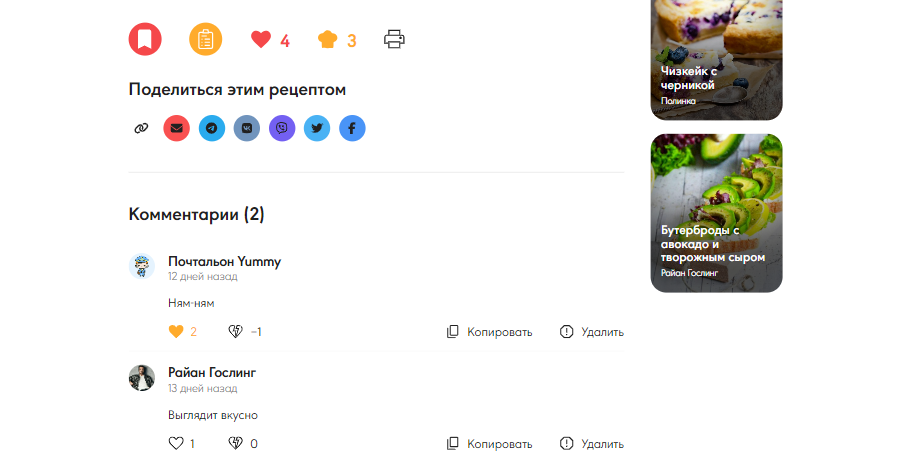 4
3
Поделиться этим рецептом
Комментарии (2)
Почтальон Yummy
12 дней назад
Ням-ням
2
−1
Копировать
Удалить
Райан Гослинг
13 дней назад
Выглядит вкусно
1
0
Копировать
Удалить
Чизкейк с
черникой
Полинка
Бутерброды с
авокадо и
творожным сыром
Райан Гослинг